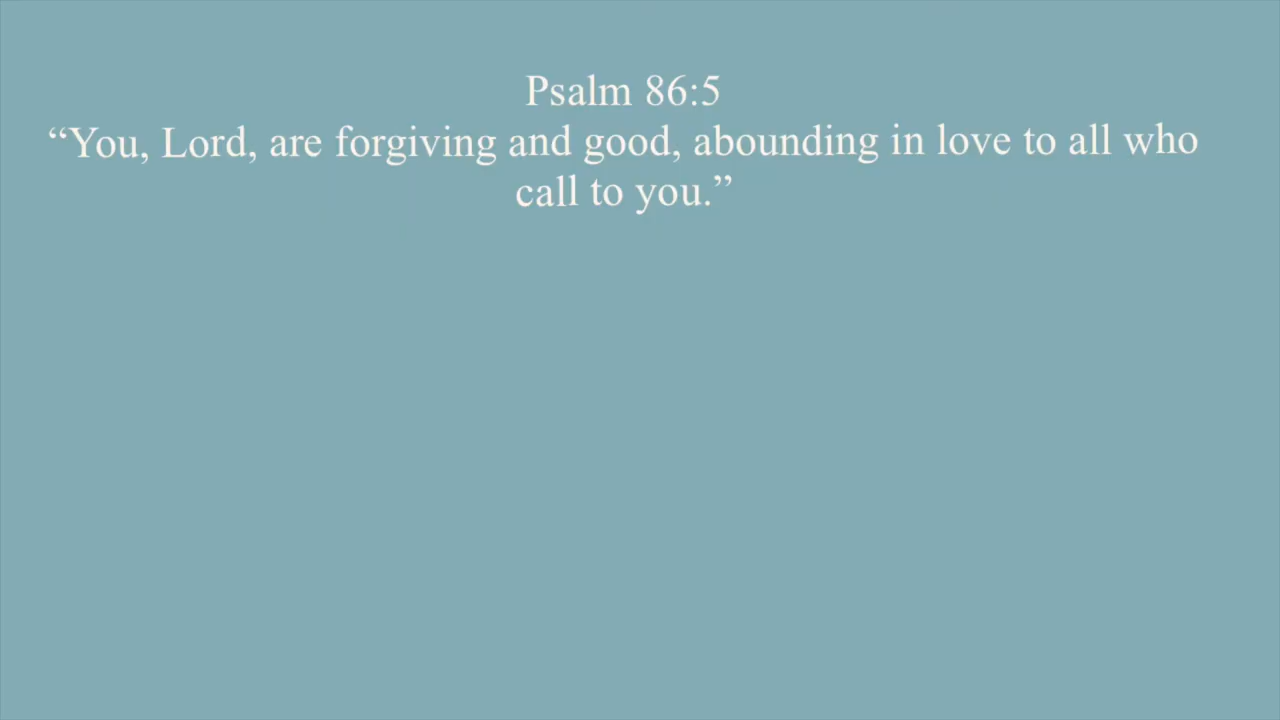 Psalm 86:5
“You, Lord, are forgiving and good, abounding in love to all who
call to you.”